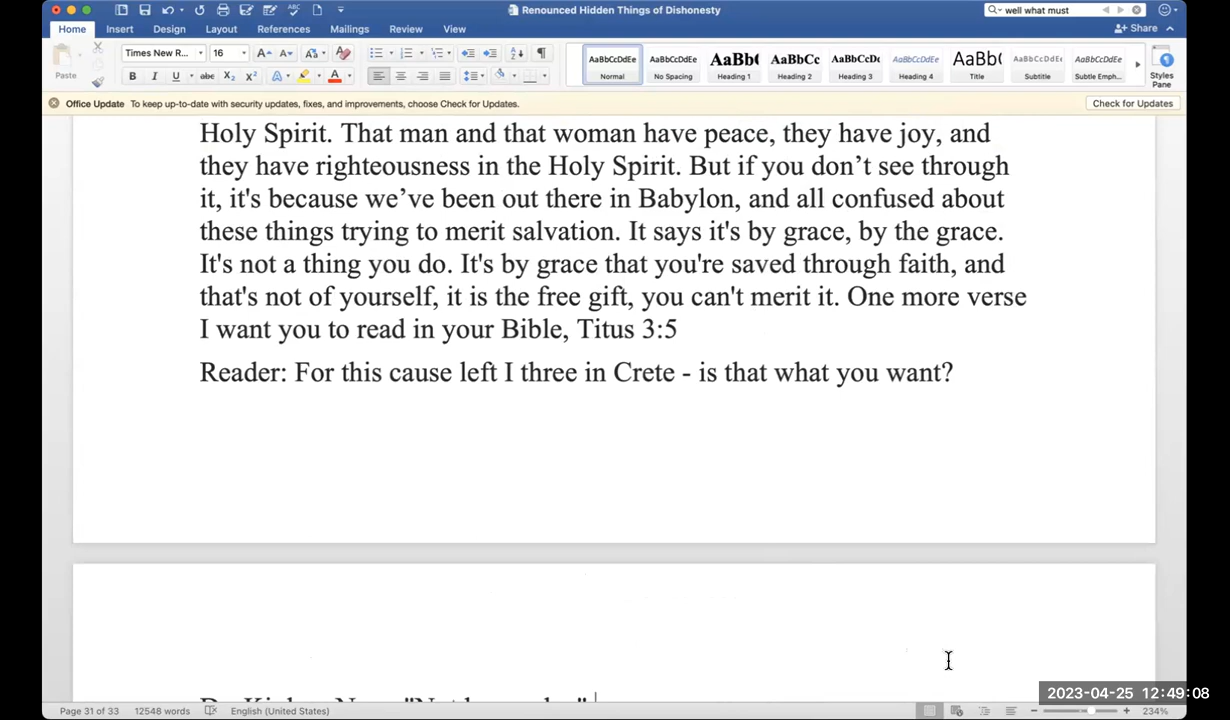 Renounced Hidden Things of Dishonesty
well what must
Home Insert Design Layout References Mailings Review View
Share
Paste
Times New R... 16
AaBbCcDdEe AaBbCcDdEe AaBb( AaBbCc AaBbCcDc AaBbCcDdEe AaBb( AaBbCcDdEe AaBbCcDdEe
Normal No Spacing Heading 1 Heading 2 Heading 3 Heading 4 Title Subtitle Subtle Emph...
Styles Pane
Office Update To keep up-to-date with security updates, fixes, and improvements, choose Check for Updates.
Check for Updates
Holy Spirit. That man and that woman have peace, they have joy, and
they have righteousness in the Holy Spirit. But if you don’t see through
it, it's because we’ve been out there in Babylon, and all confused about
these things trying to merit salvation. It says it's by grace, by the grace.
It's not a thing you do. It's by grace that you're saved through faith, and
that's not of yourself, it is the free gift, you can't merit it. One more verse
I want you to read in your Bible, Titus 3:5
Reader: For this cause left I three in Crete - is that what you want?
2023-04-25 12:49:08
Page 31 of 33 12548 words English (United States) 234%